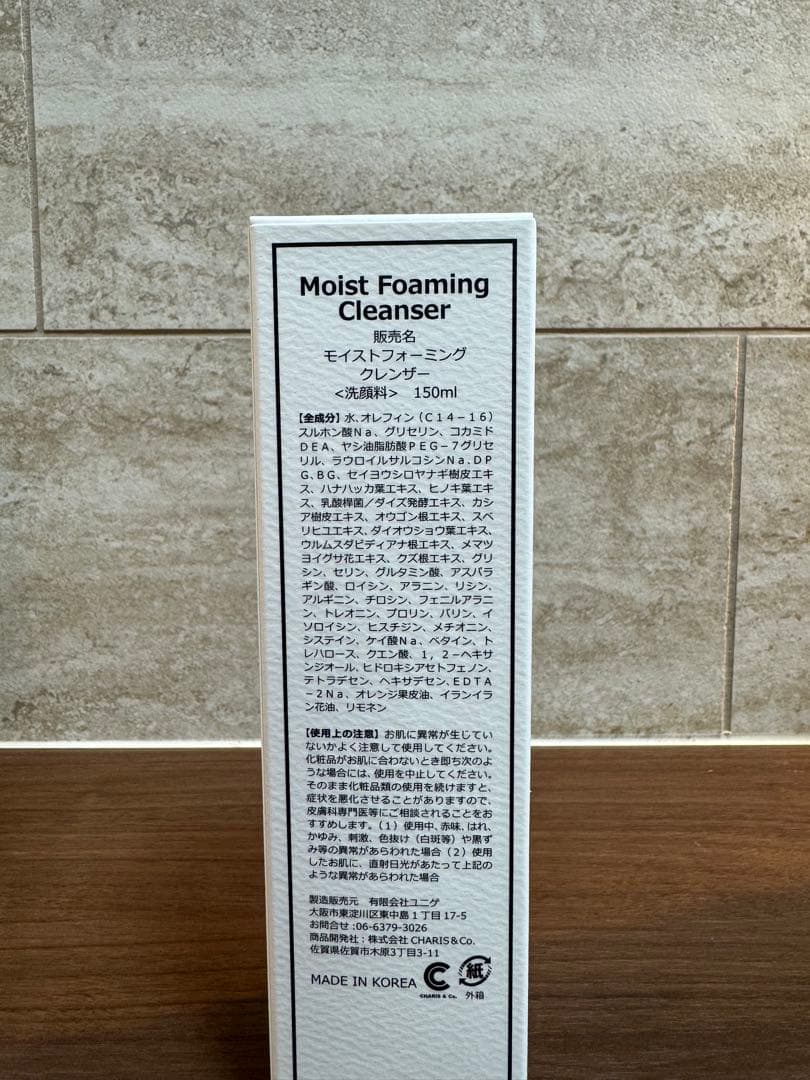 Moist Foaming
Cleanser
販売名
モイストフォーミング
クレンザー
<洗顔料> 150ml
【全成分】水、オレフィン（C14－16）
スルホン酸Na、グリセリン、コカミド
DEA、ヤシ油脂肪酸PEG－7グリセ
リル、ラウロイルサルコシンNa、DP
G、BG、セイヨウシロヤナギ樹皮エキ
ス、ハナハッカ葉エキス、ヒノキ葉エキ
ス、乳酸桿菌／ダイズ発酵エキス、カシ
ア樹皮エキス、オウゴン根エキス、スベ
リヒユエキス、ダイオウショウ葉エキス、
ウルムスダビディアナ根エキス、メマツ
ヨイグサ花エキス、クズ根エキス、グリ
シン、セリン、グルタミン酸、アスパラ
ギン酸、ロイシン、アラニン、リシン、
アルギニン、チロシン、フェニルアラニ
ン、トレオニン、プロリン、バリン、イ
ソロイシン、ヒスチジン、メチオニン、
システイン、ケイ酸Na、ベタイン、ト
レハロース、クエン酸、1，2－ヘキサ
ンジオール、ヒドロキシアセトフェノン、
テトラデセン、ヘキサデセン、EDTA
－2Na、オレンジ果皮油、イランイラ
ン花油、リモネン
【使用上の注意】お肌に異常が生じてい
ないかよく注意して使用してください。
化粧品がお肌に合わないとき即ち次のよ
うな場合には、使用を中止してください。
そのまま化粧品類の使用を続けますと、
症状を悪化させることがありますので、
皮膚科専門医等にご相談されることをお
すすめします。（1）使用中、赤味、はれ、
かゆみ、刺激、色抜け（白斑等）や黒ず
み等の異常があらわれた場合（2）使用
したお肌に、直射日光があたって上記の
ような異常があらわれた場合
製造販売元 有限会社ユニゲ
大阪市東淀川区東中島1丁目17-5
お問合せ:06-6379-3026
商品開発社：株式会社 CHARIS&Co.
佐賀県佐賀市木原3丁目3-11
MADE IN KOREA
CHARIS & Co.
紙
外箱